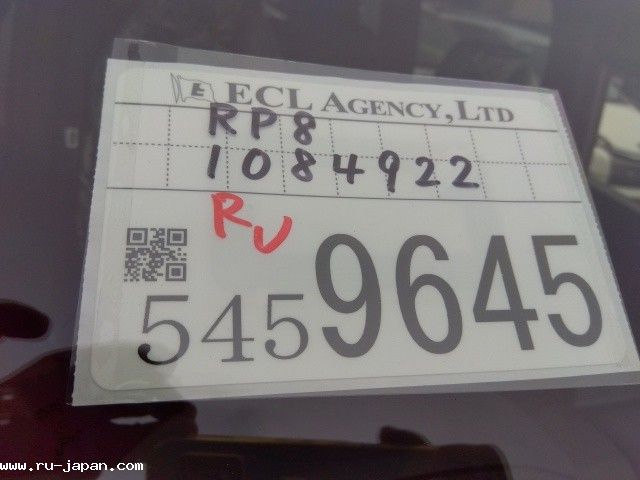 E ECL AGENCY, LTD
RP8
1084922
RU
5459645
www.ru-japan.com